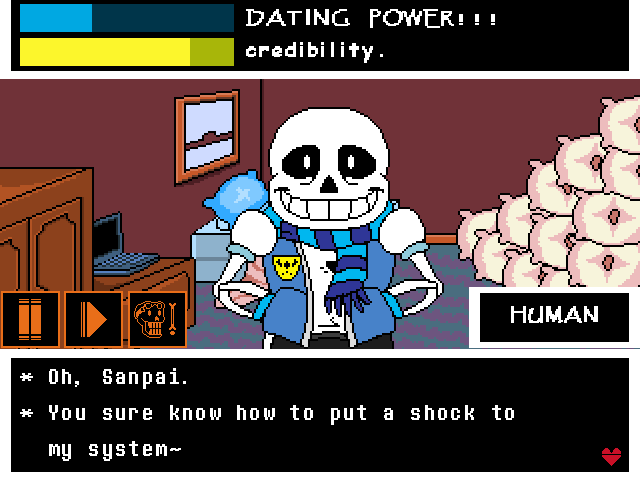 DATING POWER!!!
credibility.
HUMAN
* Oh, Sanpai.
* You sure know how to put a shock to
my system~